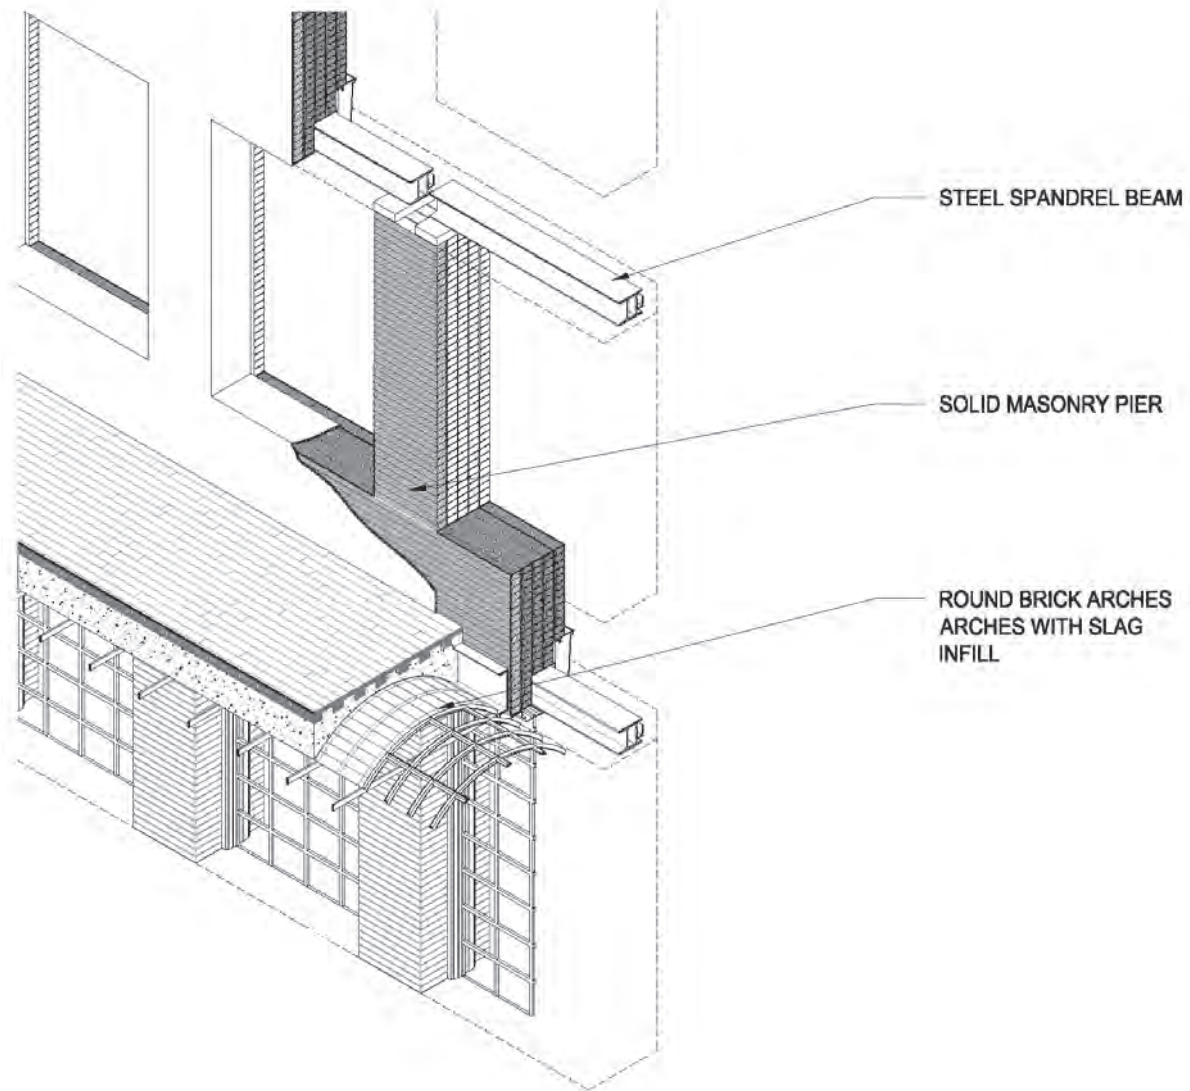 STEEL SPANDREL BEAM
SOLID MASONRY PIER
ROUND BRICK ARCHES
ARCHES WITH SLAG
INFILL